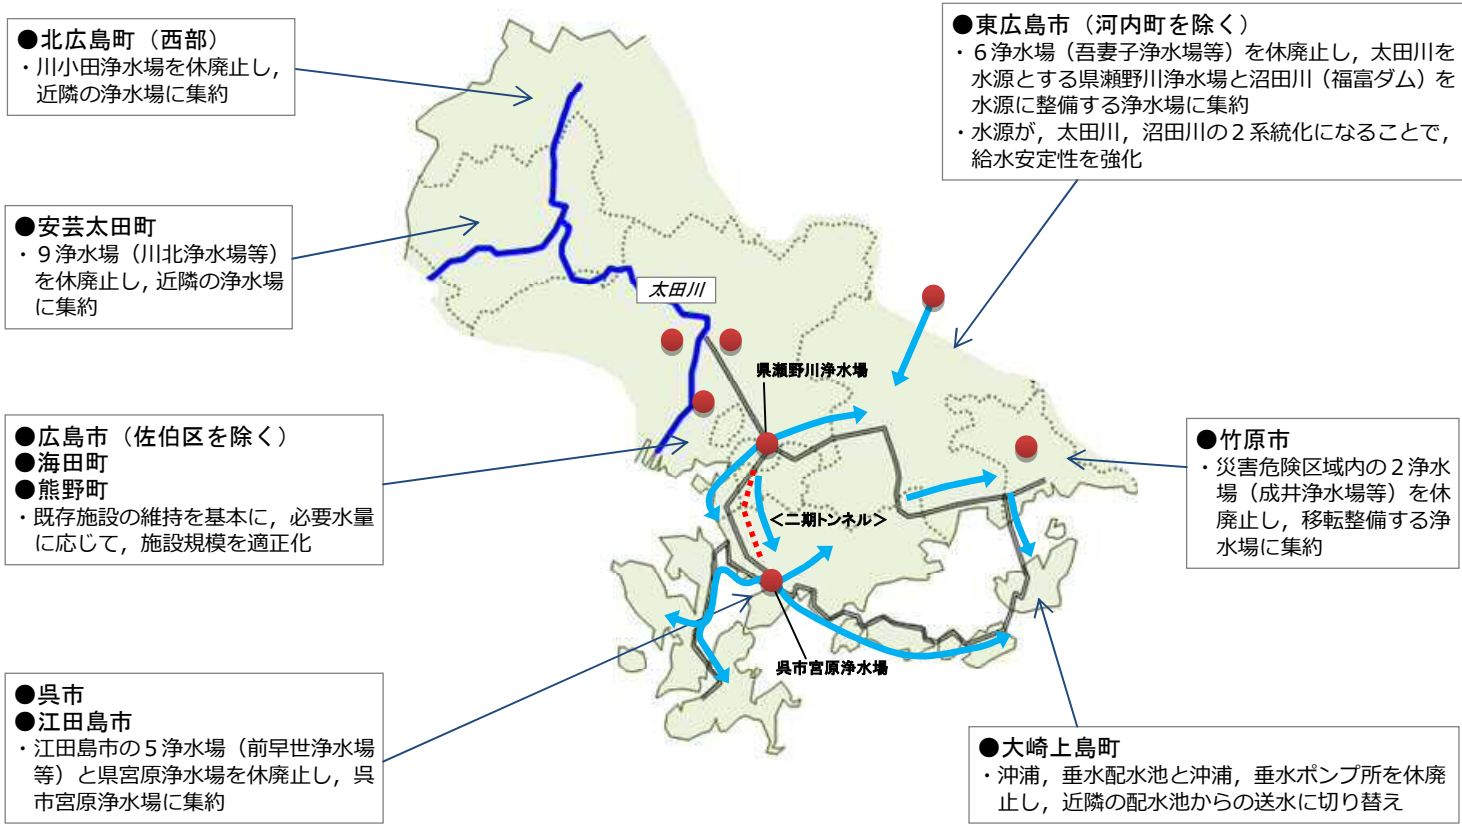 ●北広島町（西部）
・川小田浄水場を休廃止し，
近隣の浄水場に集約
●安芸太田町
・９浄水場（川北浄水場等）
を休廃止し，近隣の浄水場
に集約
●広島市（佐伯区を除く）
●海田町
●熊野町
・既存施設の維持を基本に，必要水量
に応じて，施設規模を適正化
●呉市
●江田島市
・江田島市の５浄水場（前早世浄水場
等）と県宮原浄水場を休廃止し，呉
市宮原浄水場に集約
太田川
県瀬野川浄水場
＜二期トンネル＞
呉市宮原浄水場
●東広島市（河内町を除く）
・６浄水場（吾妻子浄水場等）を休廃止し，太田川を
水源とする県瀬野川浄水場と沼田川（福富ダム）を
水源に整備する浄水場に集約
・水源が，太田川，沼田川の２系統化になることで，
給水安定性を強化
●竹原市
・災害危険区域内の２浄水
場（成井浄水場等）を休
廃止し，移転整備する浄
水場に集約
●大崎上島町
・沖浦，垂水配水池と沖浦，垂水ポンプ所を休廃
止し，近隣の配水池からの送水に切り替え